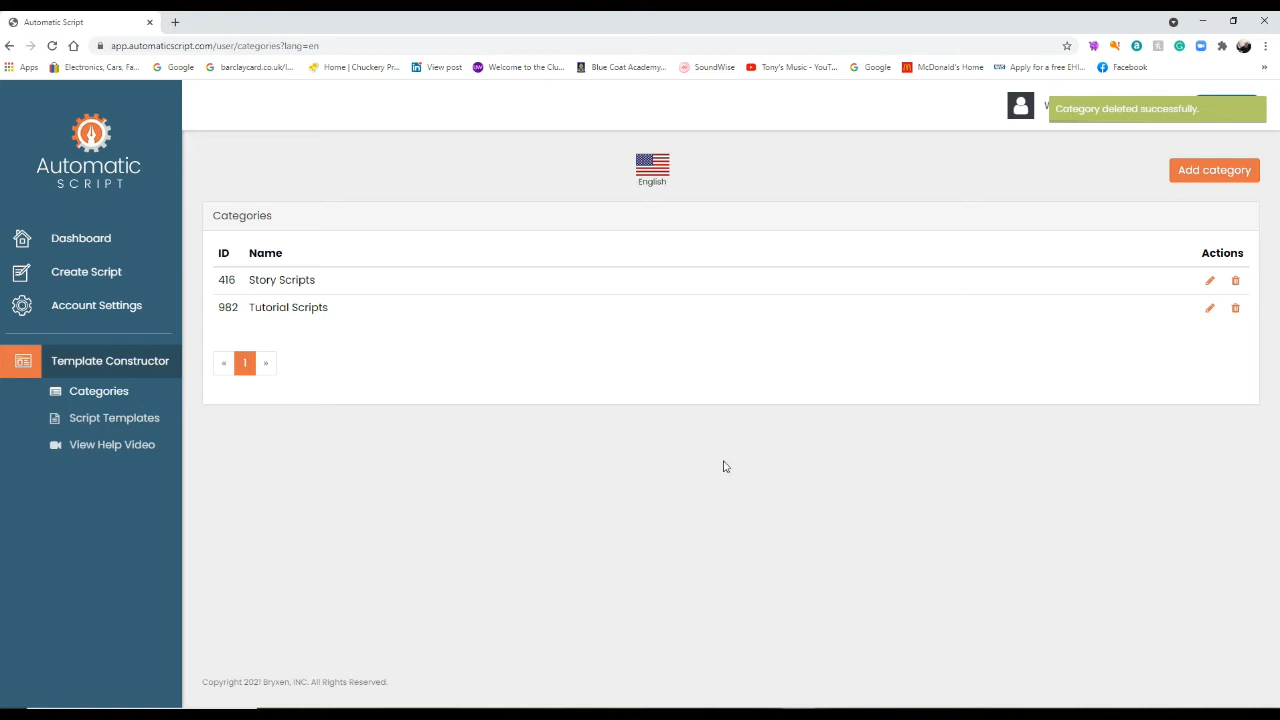 Automatic Script
app.automaticscript.com/user/categories?lang=en
Apps
Electronics, Cars, Fa...
Google
barclaycard.co.uk/l...
Home | Chuckery Pr...
View post
Welcome to the Clu...
Blue Coat Academy...
SoundWise
Tony's Music - YouT...
Google
McDonald's Home
Apply for a free EHI...
Facebook
»
Category deleted successfully.
Automatic
SCRIPT
English
Add category
Dashboard
Create Script
Account Settings
Template Constructor
Categories
Script Templates
View Help Video
Categories
ID Name Actions
416 Story Scripts
982 Tutorial Scripts
« 1 »
Copyright 2021 Bryxen, INC. All Rights Reserved.